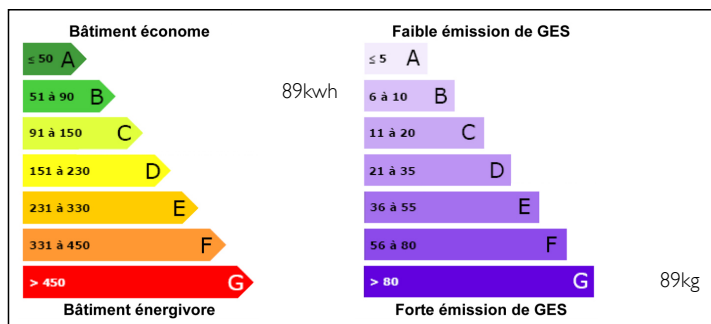 Bâtiment économe
≤ 50 A
51 à 90 B
89kwh
91 à 150 C
151 à 230 D
231 à 330 E
331 à 450 F
> 450 G
Bâtiment énergivore
Faible émission de GES
≤ 5 A
6 à 10 B
11 à 20 C
21 à 35 D
36 à 55 E
56 à 80 F
> 80 G
89kg
Forte émission de GES